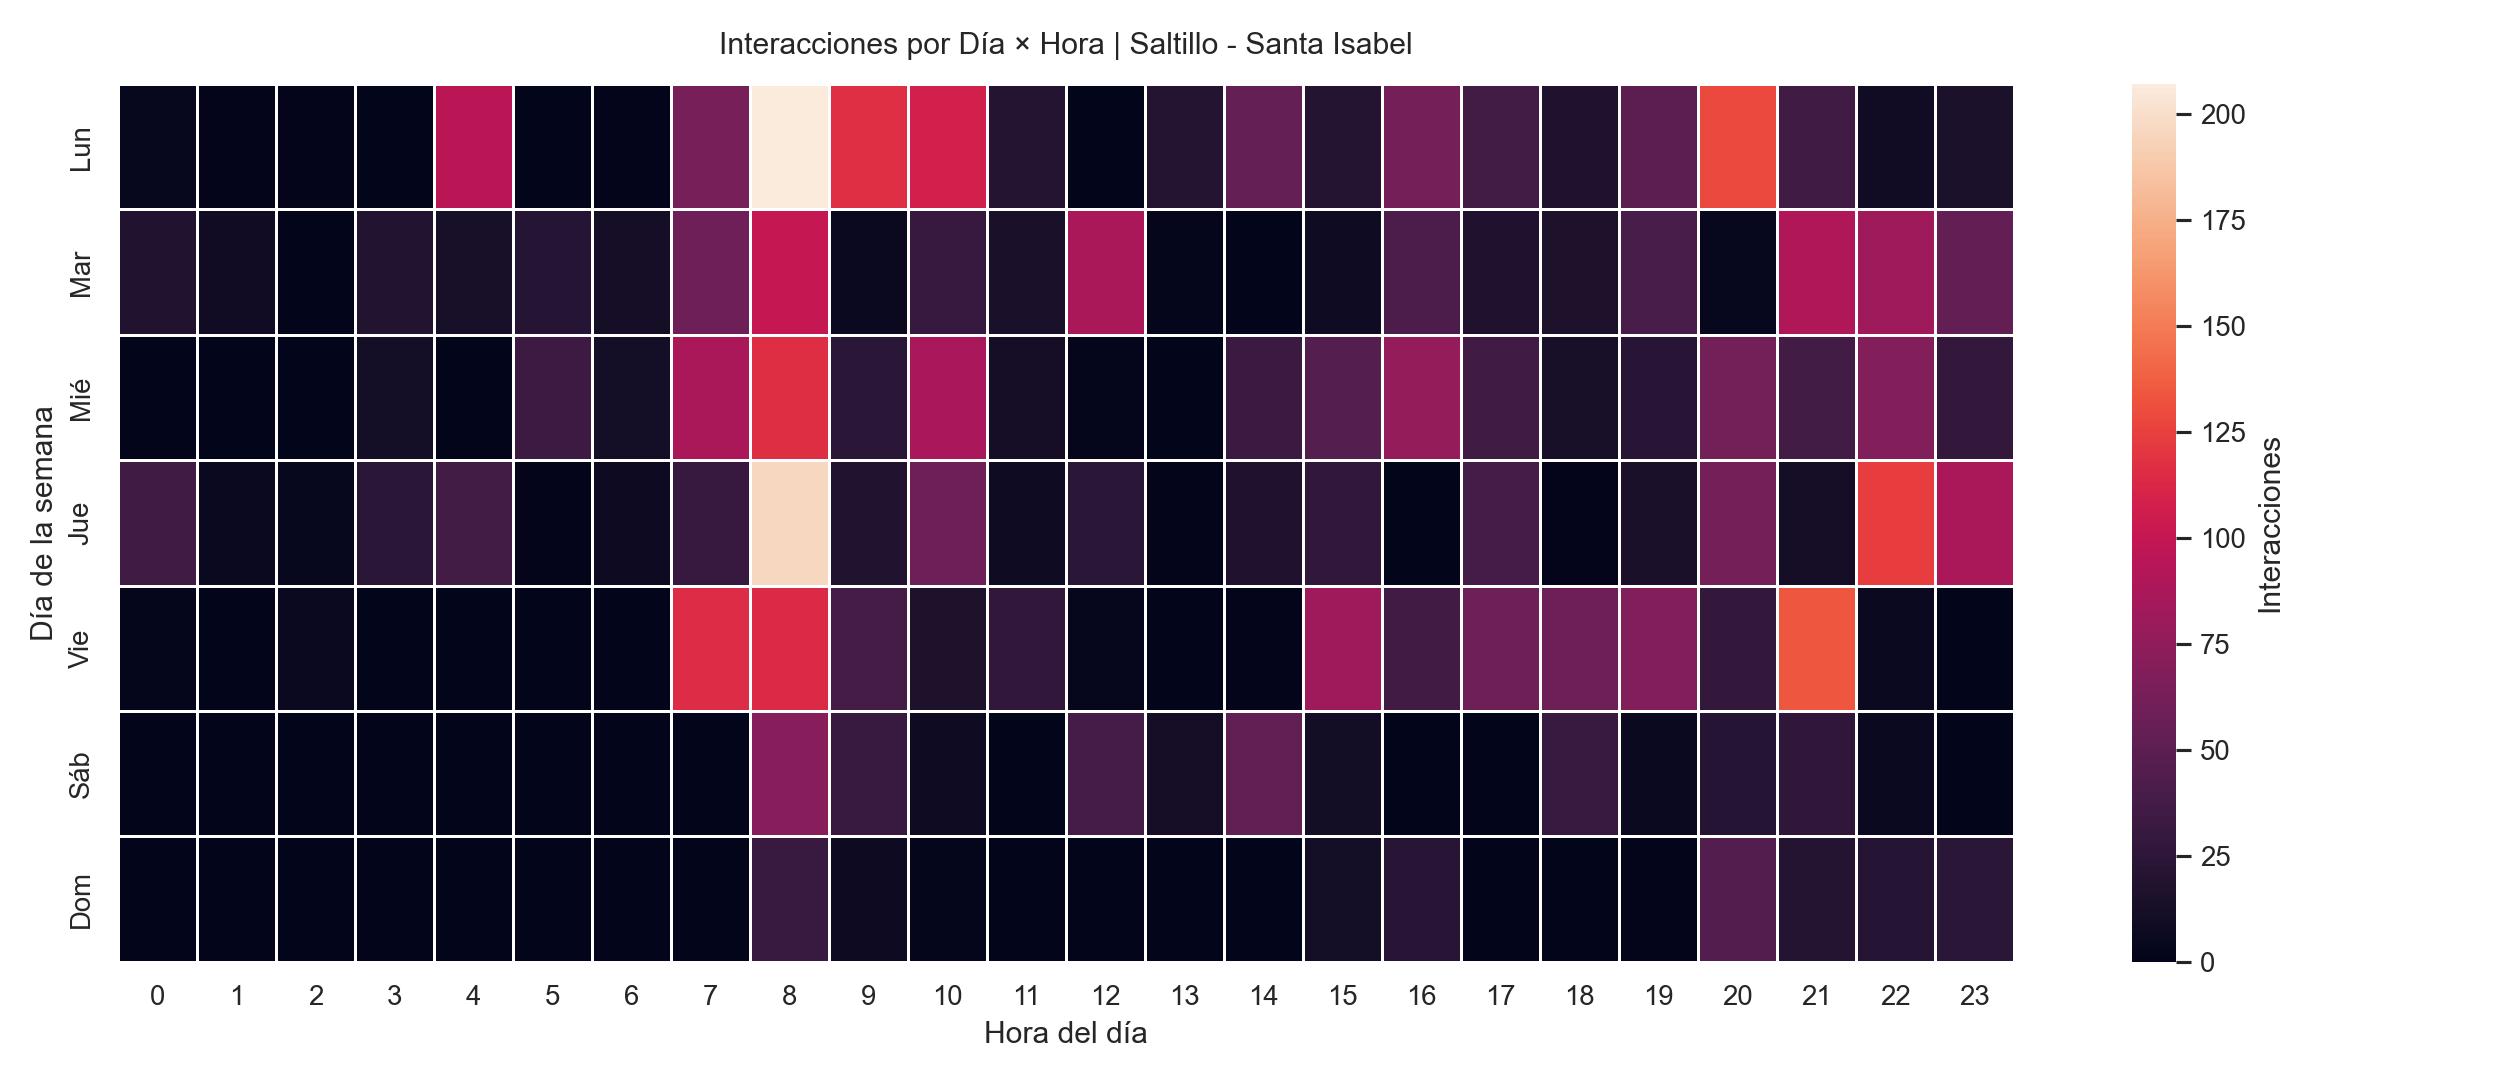 Interacciones por Día × Hora | Saltillo - Santa Isabel
Día de la semana
Lun
Mar
Mié
Jue
Vie
Sáb
Dom
0 1 2 3 4 5 6 7 8 9 10 11 12 13 14 15 16 17 18 19 20 21 22 23
Hora del día
200
175
150
125
100
75
50
25
0
Interacciones